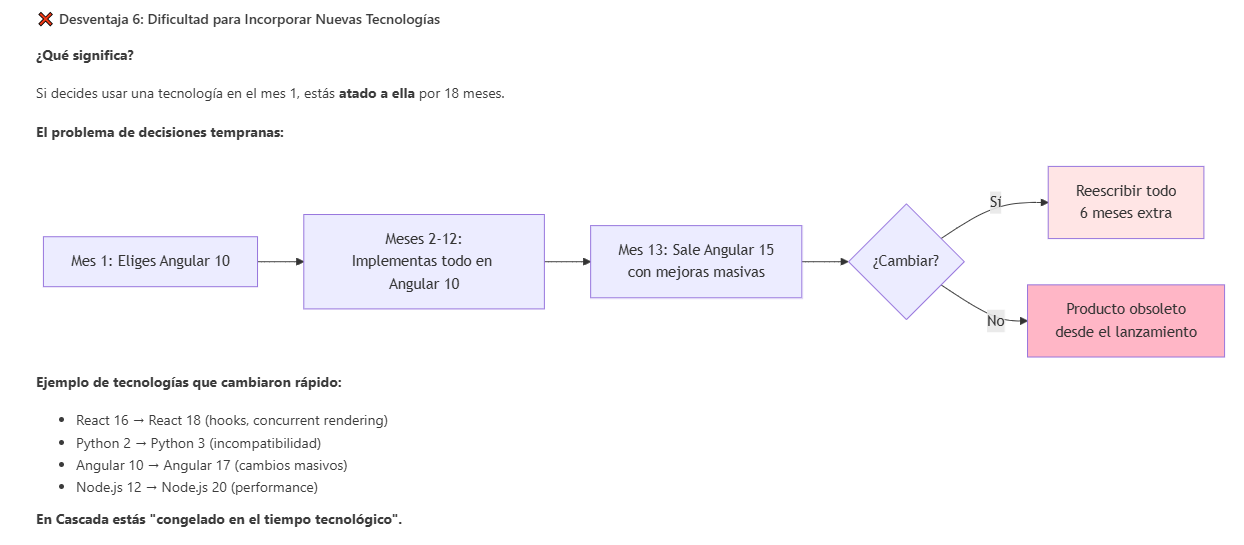 ❌ Desventaja 6: Dificultad para Incorporar Nuevas Tecnologías
¿Qué significa?
Si decides usar una tecnología en el mes 1, estás atado a ella por 18 meses.
El problema de decisiones tempranas:
Mes 1: Eliges Angular 10
Meses 2-12:
Implementas todo en
Angular 10
Mes 13: Sale Angular 15
con mejoras masivas
¿Cambiar?
Si
Reescribir todo
6 meses extra
No
Producto obsoleto
desde el lanzamiento
Ejemplo de tecnologías que cambiaron rápido:
• React 16 → React 18 (hooks, concurrent rendering)
• Python 2 → Python 3 (incompatibilidad)
• Angular 10 → Angular 17 (cambios masivos)
• Node.js 12 → Node.js 20 (performance)
En Cascada estás "congelado en el tiempo tecnológico".